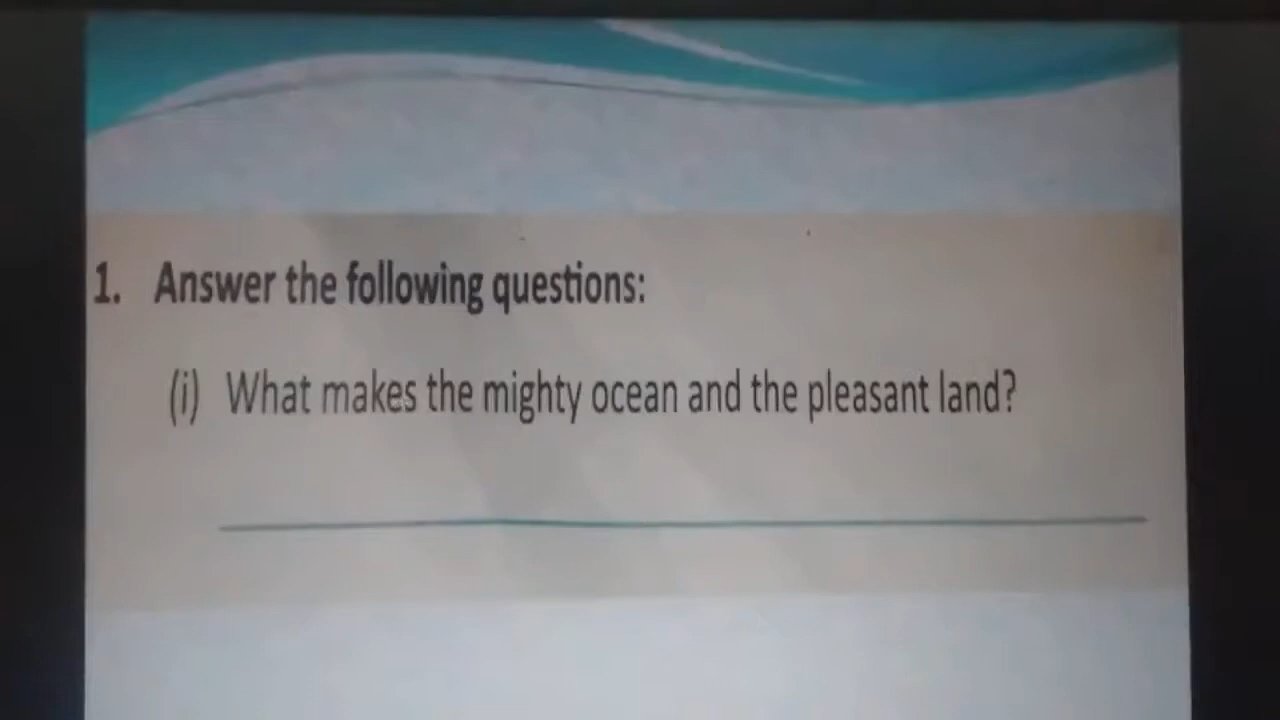 1. Answer the following questions:
(i) What makes the mighty ocean and the pleasant land?